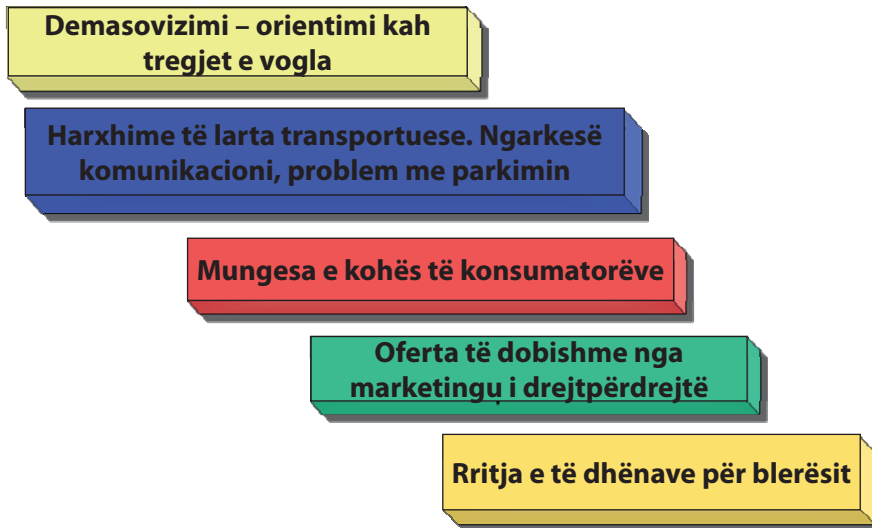 Demasovizimi – orientimi kah
tregjet e vogla
Harxhime të larta transportuese. Ngarkesë
komunikacioni, problem me parkimin
Mungesa e kohës të konsumatorëve
Oferta të dobishme nga
marketingụ i drejtpërdrejtë
Rritja e të dhënave për blerësit